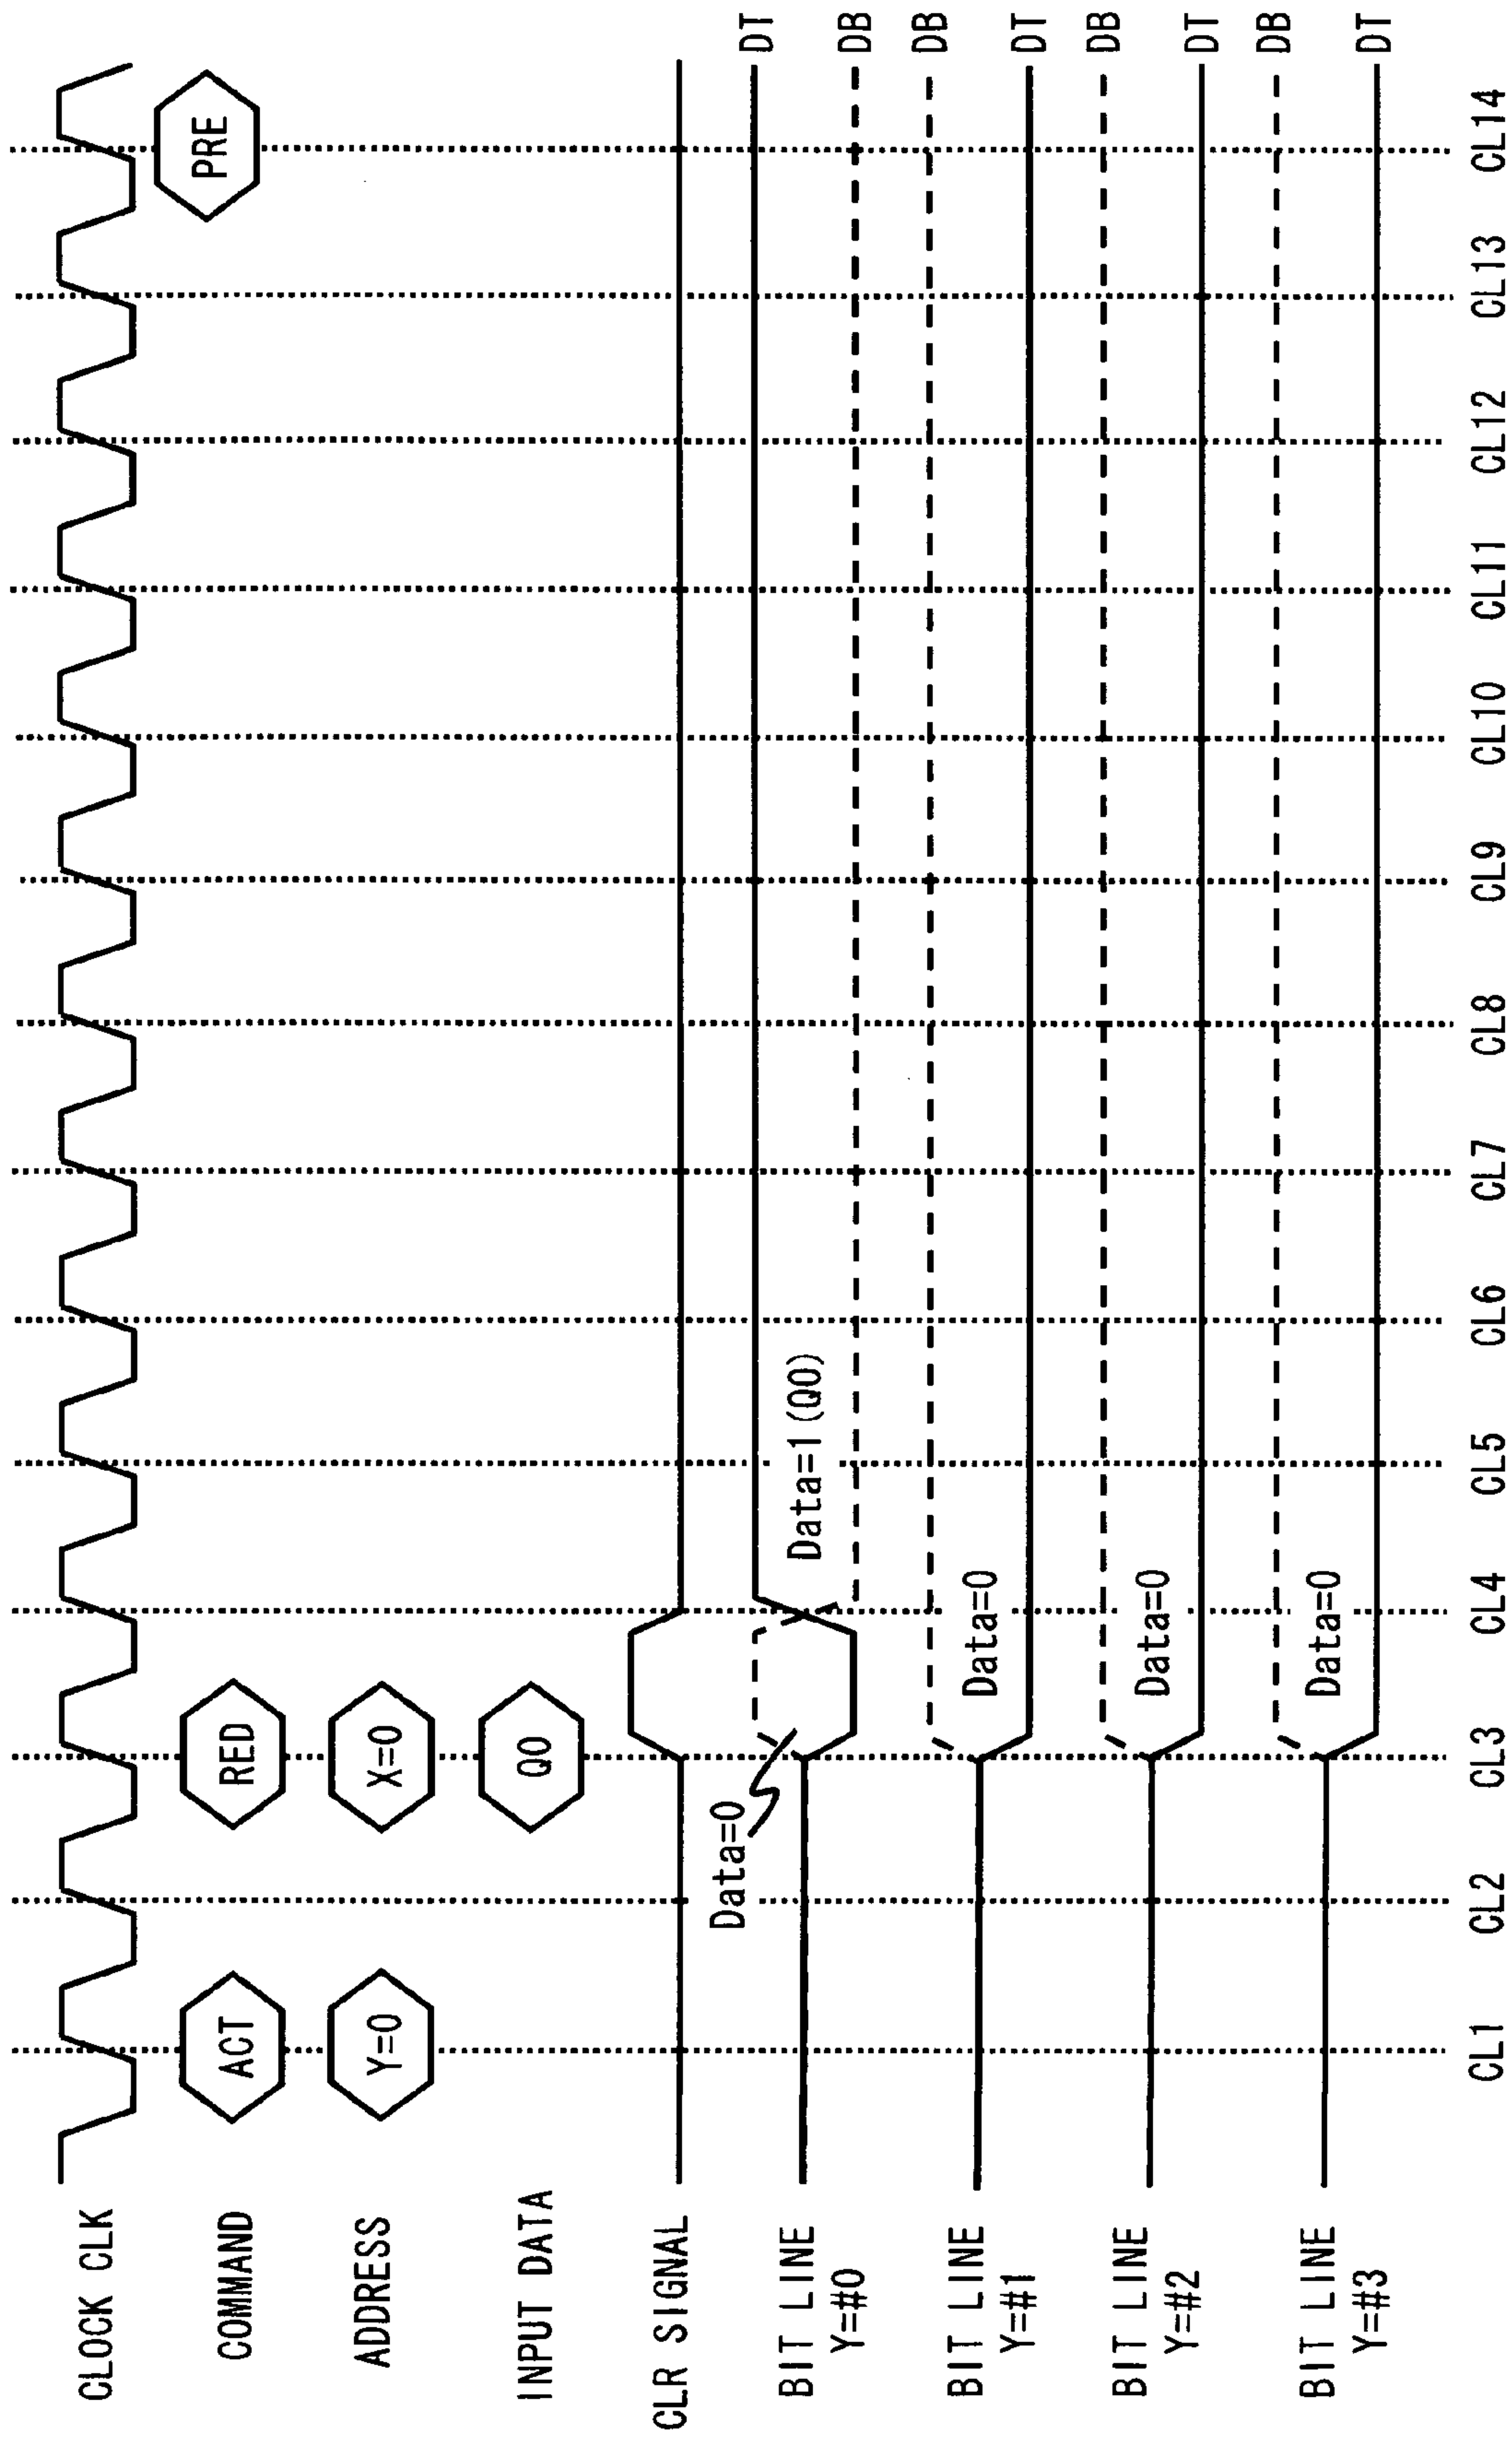 CLOCK CLK
COMMAND
ACT
RED
PRE
ADDRESS
Y=0
X=0
INPUT DATA
Q0
CLR SIGNAL
BIT LINE
Y=#0
Data=0
Data=1(Q0)
DT
DB
BIT LINE
Y=#1
Data=0
DB
DT
BIT LINE
Y=#2
Data=0
DB
DT
BIT LINE
Y=#3
Data=0
DB
DT
CL1 CL2 CL3 CL4 CL5 CL6 CL7 CL8 CL9 CL10 CL11 CL12 CL13 CL14